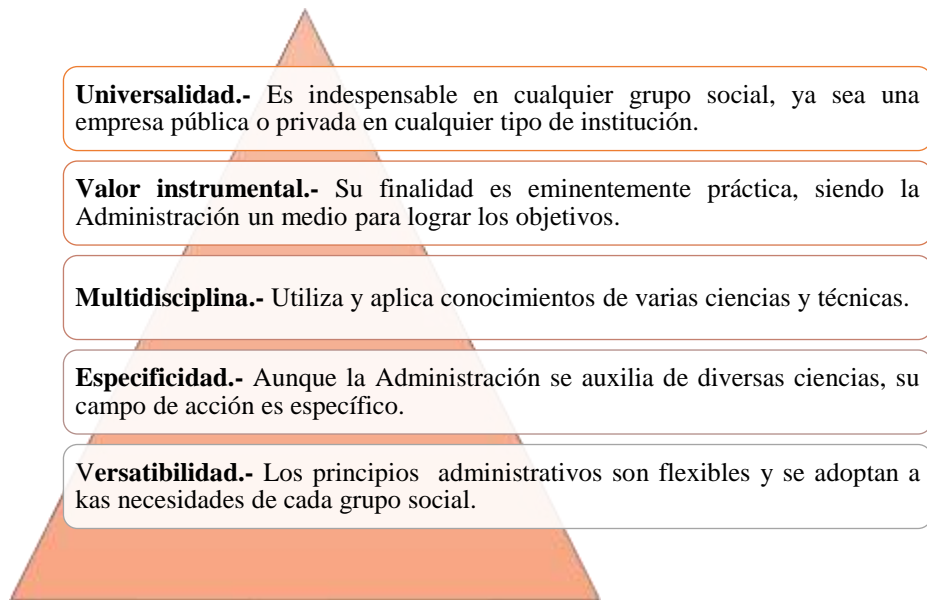 Universalidad.- Es indespensable en cualquier grupo social, ya sea una
empresa pública o privada en cualquier tipo de institución.
Valor instrumental.- Su finalidad es eminentemente práctica, siendo la
Administración un medio para lograr los objetivos.
Multidisciplina.- Utiliza y aplica conocimientos de varias ciencias y técnicas.
Especificidad.- Aunque la Administración se auxilia de diversas ciencias, su
campo de acción es específico.
Versatibilidad.- Los principios administrativos son flexibles y se adoptan a
kas necesidades de cada grupo social.